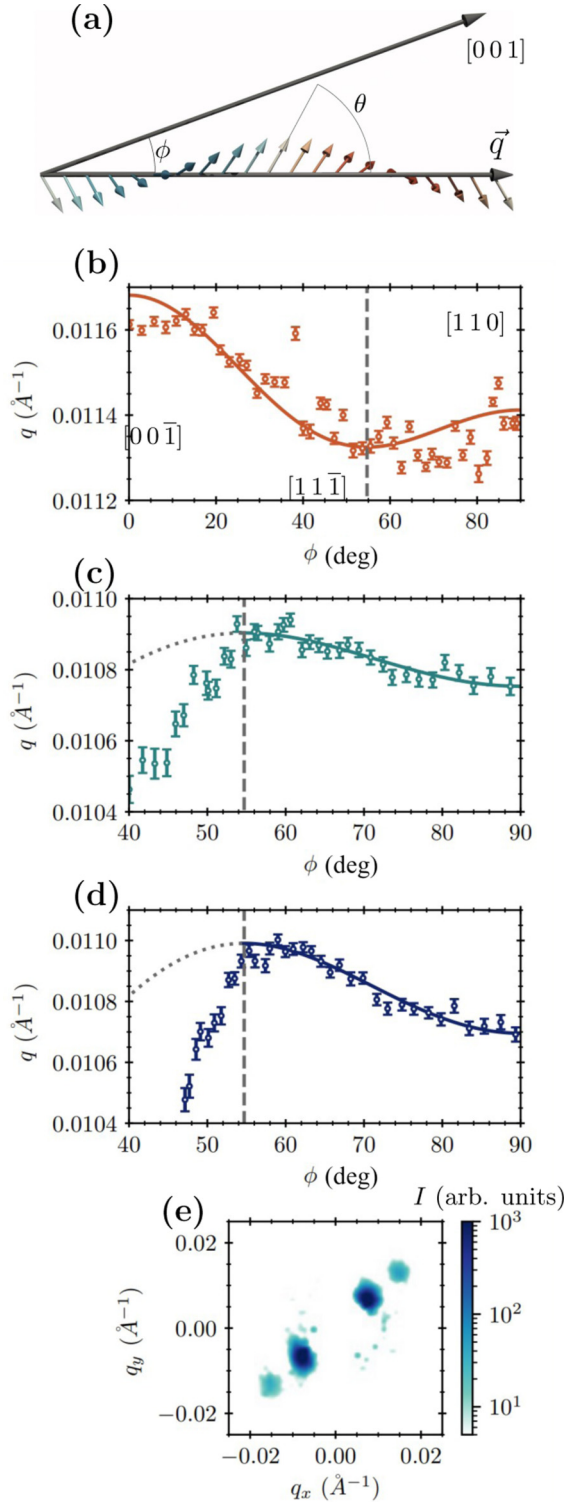 (a)
[0 0 1]
θ
ϕ
q⃗
(b)
0.0116
[1 1 0]
0.0114
[0 0 1̅]
[1 1 1̅]
0.0112
q (Å⁻¹)
0 20 40 60 80
ϕ (deg)
(c)
0.0110
0.0108
0.0106
0.0104
q (Å⁻¹)
40 50 60 70 80 90
ϕ (deg)
(d)
0.0110
0.0108
0.0106
0.0104
q (Å⁻¹)
40 50 60 70 80 90
ϕ (deg)
(e)
I (arb. units)
10³
10²
10¹
0.02
0.00
−0.02
q_y (Å⁻¹)
−0.02 0.00 0.02
q_x (Å⁻¹)